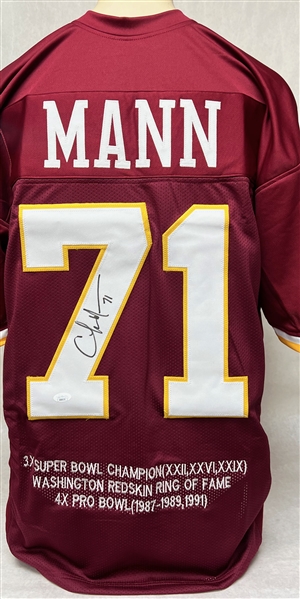 MANN
71
71
3X SUPER BOWL CHAMPION(XXII,XXVI,XXIX)
WASHINGTON REDSKIN RING OF FAME
4X PRO BOWL(1987-1989,1991)